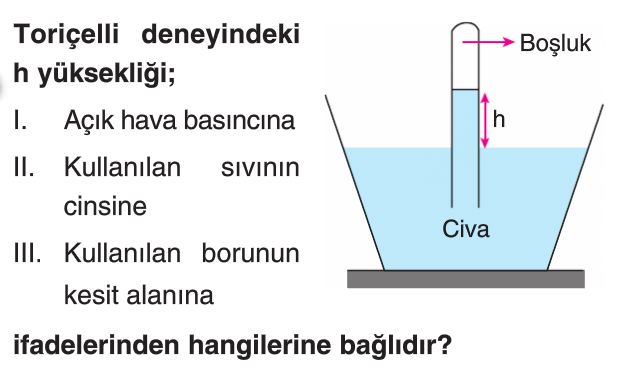 Toriçelli deneyindeki
h yüksekliği;
I. Açık hava basıncına
II. Kullanılan sıvının
cinsine
III. Kullanılan borunun
kesit alanına
ifadelerinden hangilerine bağlıdır?
Boşluk
h
Civa